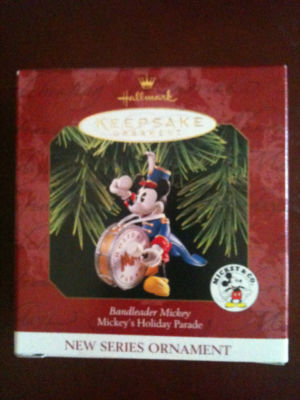 Hallmark
KEEPSAKE
ORNAMENT
MICKEY & CO.
Bandleader Mickey
Mickey's Holiday Parade
NEW SERIES ORNAMENT